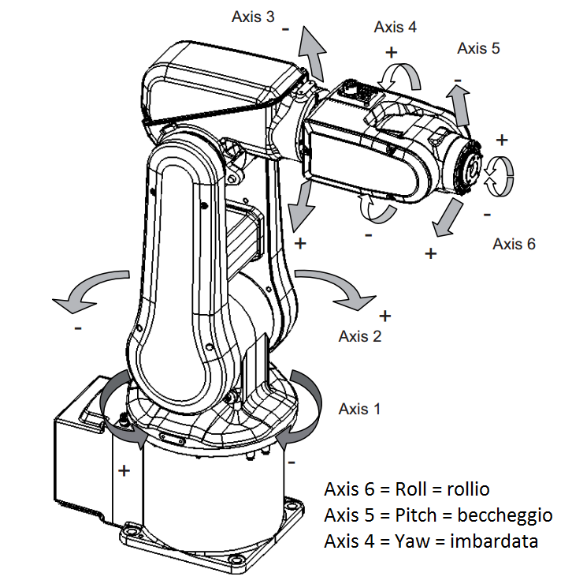 Axis 3
-
Axis 4
+
Axis 5
-
+
-
Axis 6
+
-
+
-
+
Axis 2
Axis 1
+
-
Axis 6 = Roll = rollio
Axis 5 = Pitch = beccheggio
Axis 4 = Yaw = imbardata